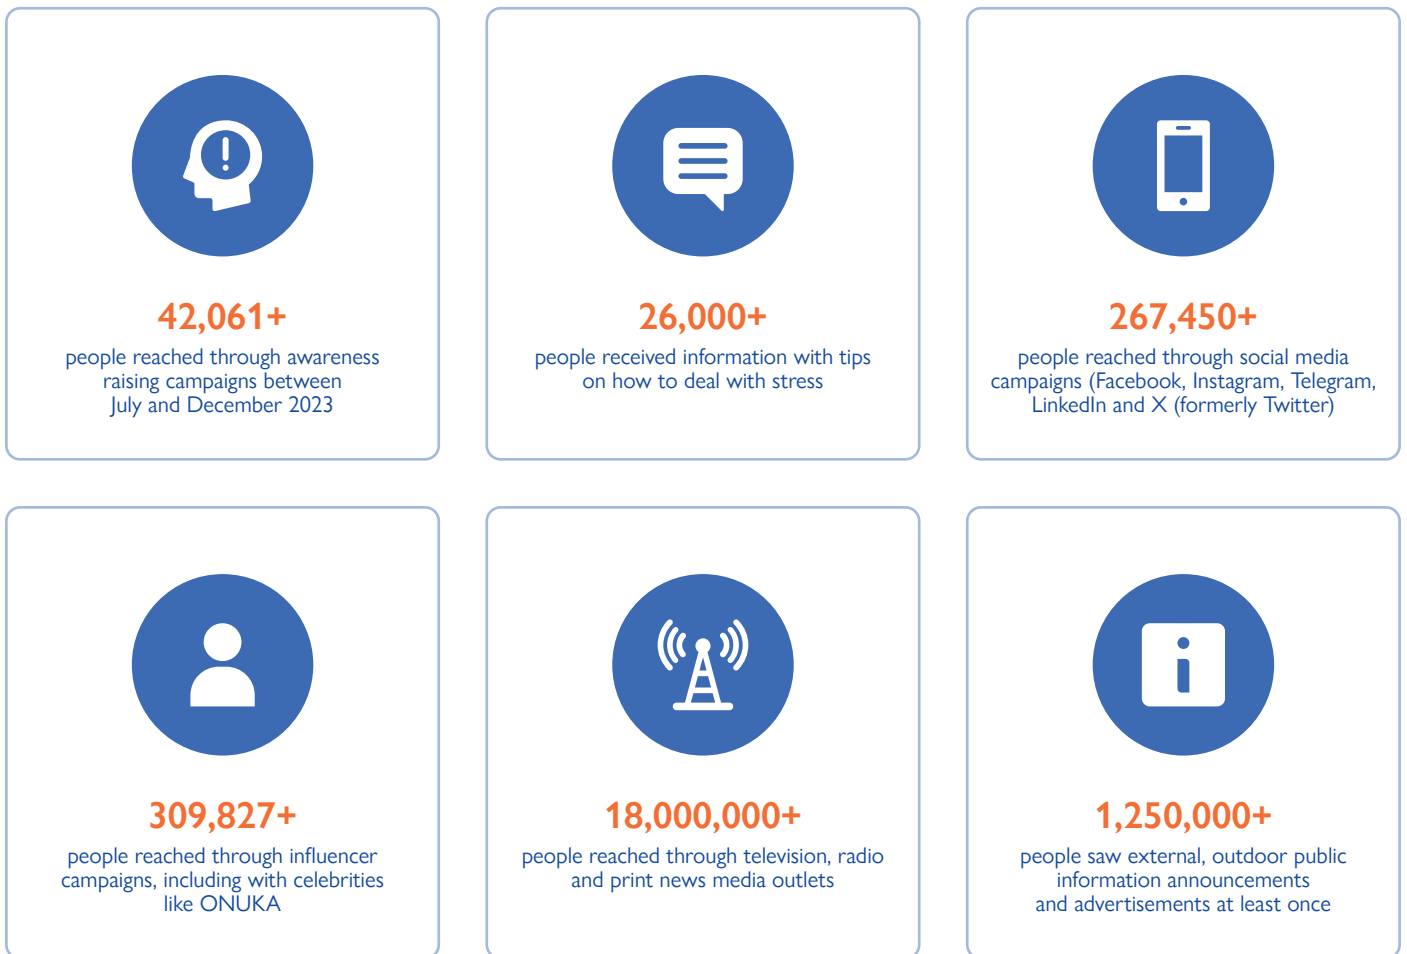 42,061+
people reached through awareness
raising campaigns between
July and December 2023
26,000+
people received information with tips
on how to deal with stress
267,450+
people reached through social media
campaigns (Facebook, Instagram, Telegram,
LinkedIn and X (formerly Twitter)
309,827+
people reached through influencer
campaigns, including with celebrities
like ONUKA
18,000,000+
people reached through television, radio
and print news media outlets
1,250,000+
people saw external, outdoor public
information announcements
and advertisements at least once